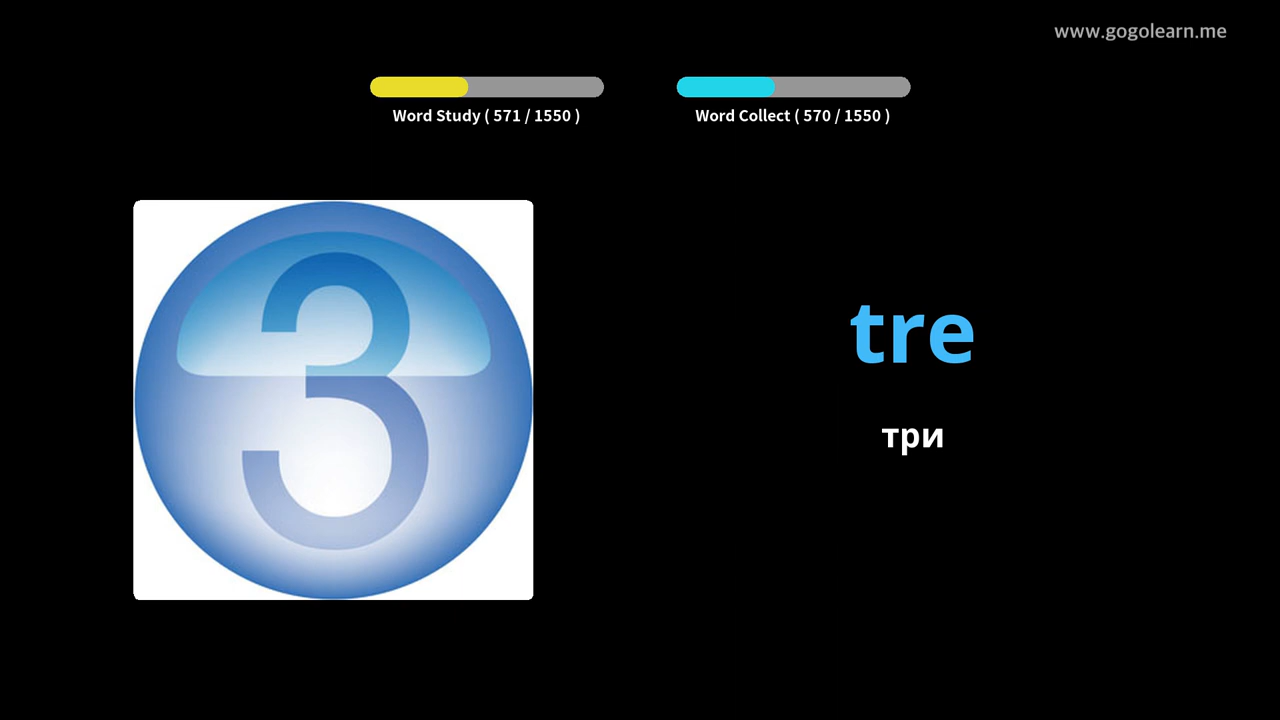 www.gogolearn.me
Word Study ( 571 / 1550 )
Word Collect ( 570 / 1550 )
3
tre
три